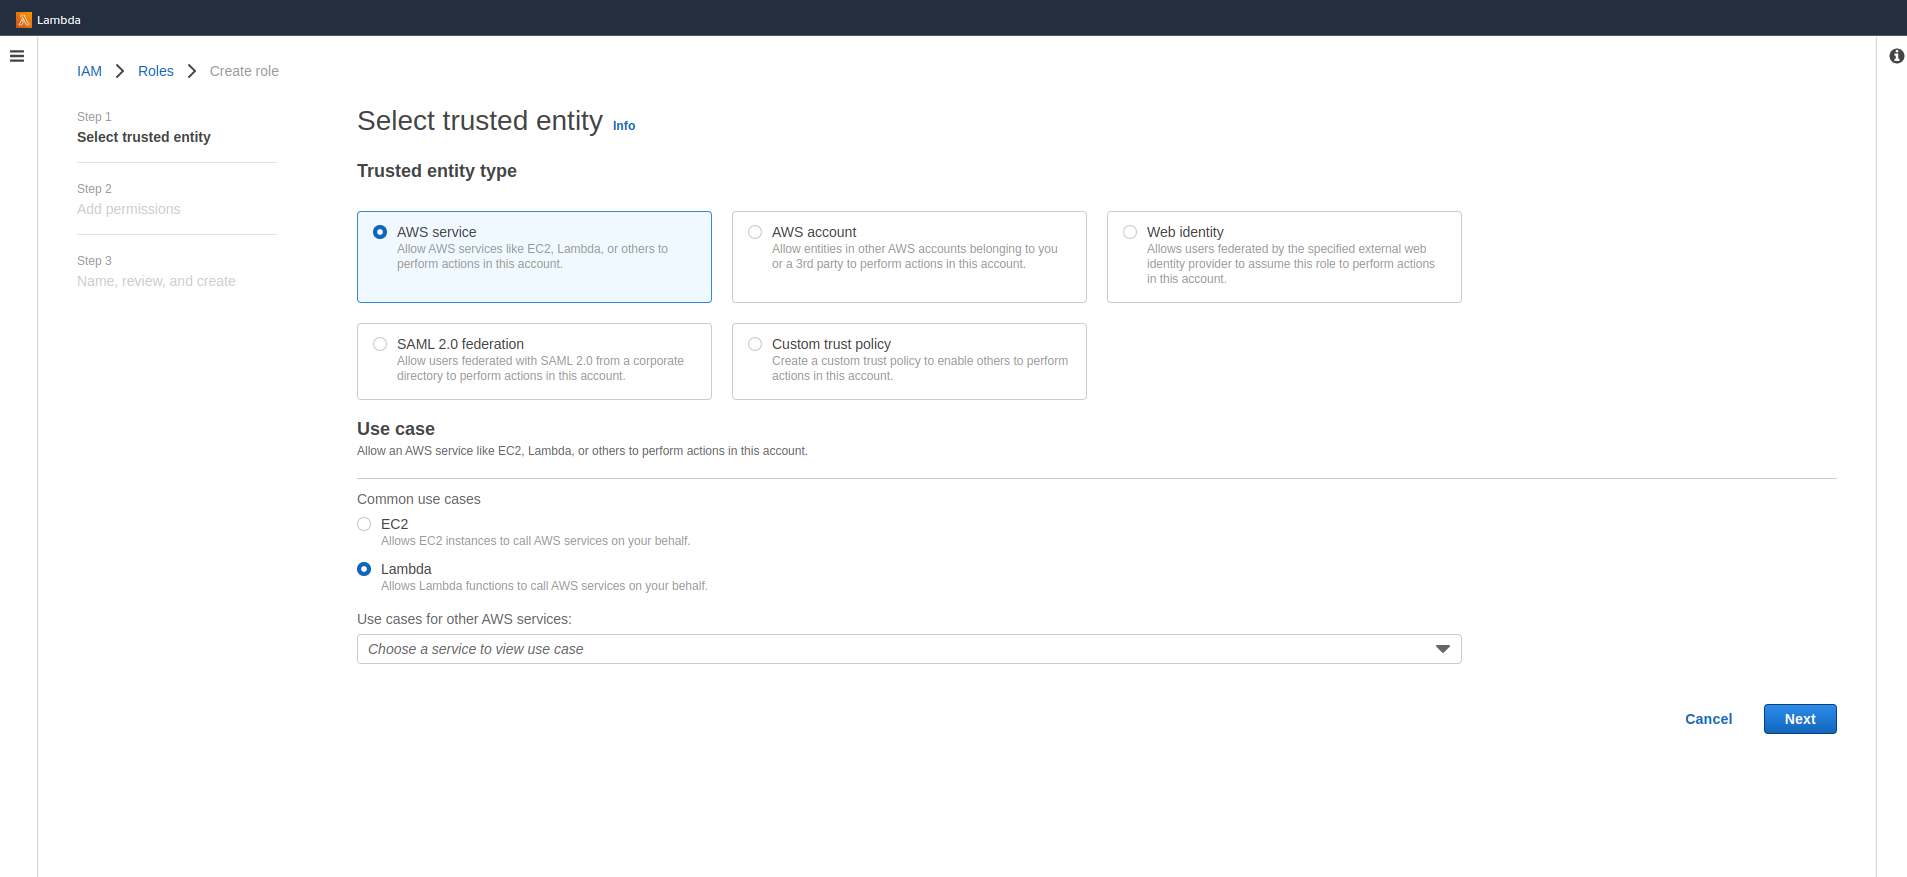 Lambda
IAM Roles Create role
Step 1
Select trusted entity
Step 2
Add permissions
Step 3
Name, review, and create
Select trusted entity Info
Trusted entity type
AWS service
Allow AWS services like EC2, Lambda, or others to
perform actions in this account.
AWS account
Allow entities in other AWS accounts belonging to you
or a 3rd party to perform actions in this account.
Web identity
Allows users federated by the specified external web
identity provider to assume this role to perform actions
in this account.
SAML 2.0 federation
Allow users federated with SAML 2.0 from a corporate
directory to perform actions in this account.
Custom trust policy
Create a custom trust policy to enable others to perform
actions in this account.
Use case
Allow an AWS service like EC2, Lambda, or others to perform actions in this account.
Common use cases
EC2
Allows EC2 instances to call AWS services on your behalf.
Lambda
Allows Lambda functions to call AWS services on your behalf.
Use cases for other AWS services:
Choose a service to view use case
Cancel Next